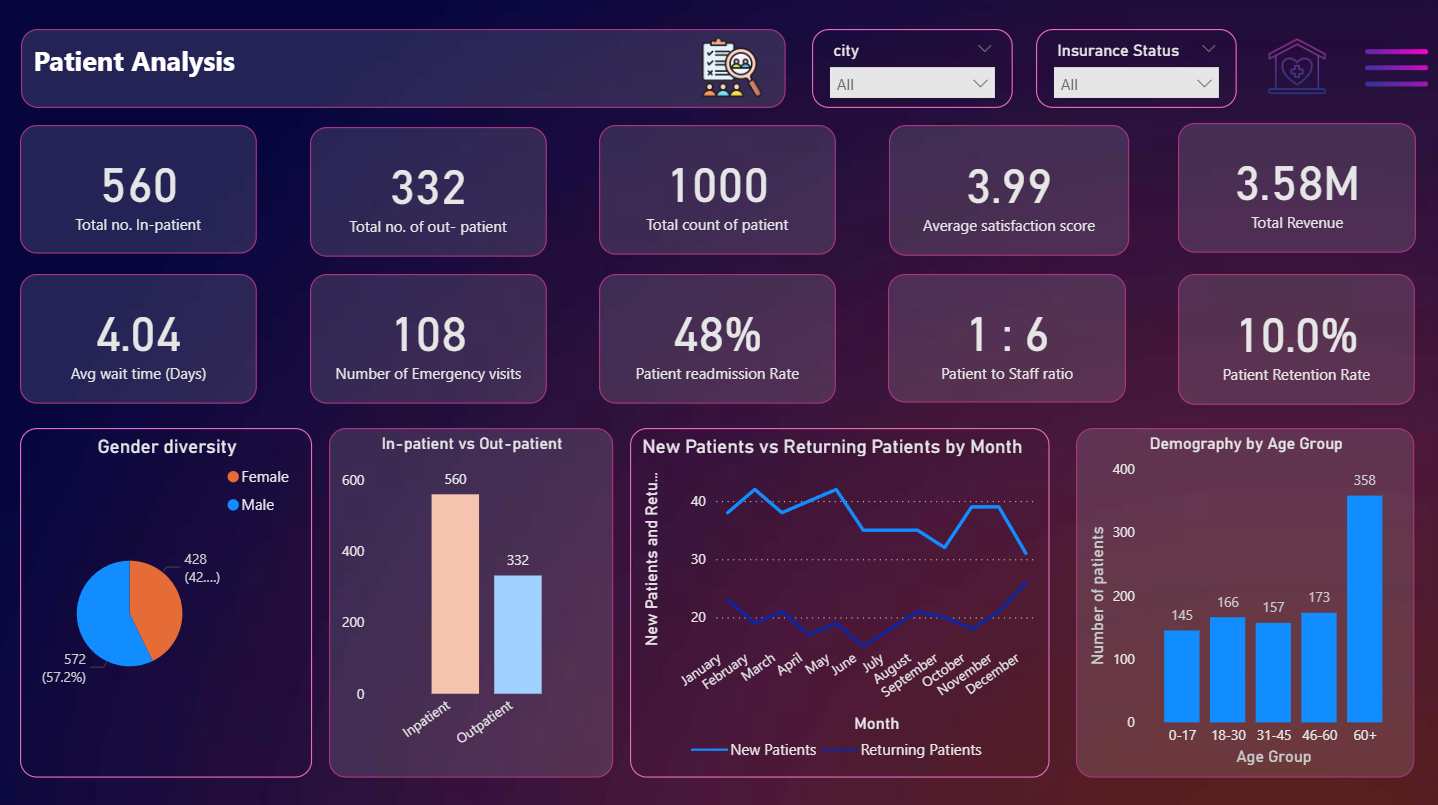 Patient Analysis
city
All
Insurance Status
All
560
Total no. In-patient
332
Total no. of out- patient
1000
Total count of patient
3.99
Average satisfaction score
3.58M
Total Revenue
4.04
Avg wait time (Days)
108
Number of Emergency visits
48%
Patient readmission Rate
1 : 6
Patient to Staff ratio
10.0%
Patient Retention Rate
Gender diversity
Female
Male
428
(42....)
572
(57.2%)
In-patient vs Out-patient
600
400
200
0
560
332
Inpatient
Outpatient
New Patients vs Returning Patients by Month
New Patients and Retu...
40
30
20
January
February
March
April
May
June
July
August
September
October
November
December
Month
New Patients
Returning Patients
Demography by Age Group
Number of patients
400
300
200
100
0
145
166
157
173
358
0-17
18-30
31-45
46-60
60+
Age Group